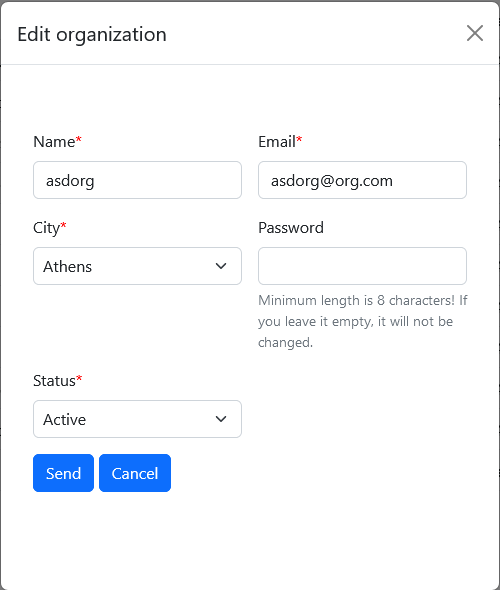 Edit organization
Name* Email*
asdorg asdorg@org.com
City* Password
Athens
Minimum length is 8 characters! If
you leave it empty, it will not be
changed.
Status*
Active
Send Cancel